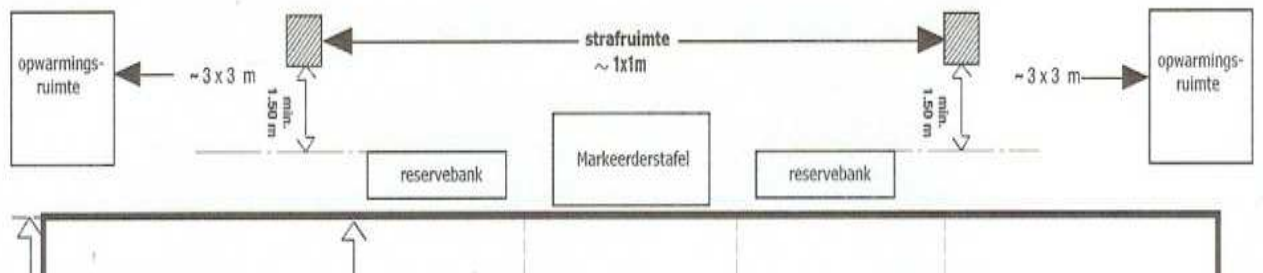 opwarmings-
ruimte
~ 3 x 3 m
min.
1.50 m
strafruimte
~ 1x1m
min.
1.50 m
~ 3 x 3 m
opwarmings-
ruimte
reservebank
Markeerderstafel
reservebank